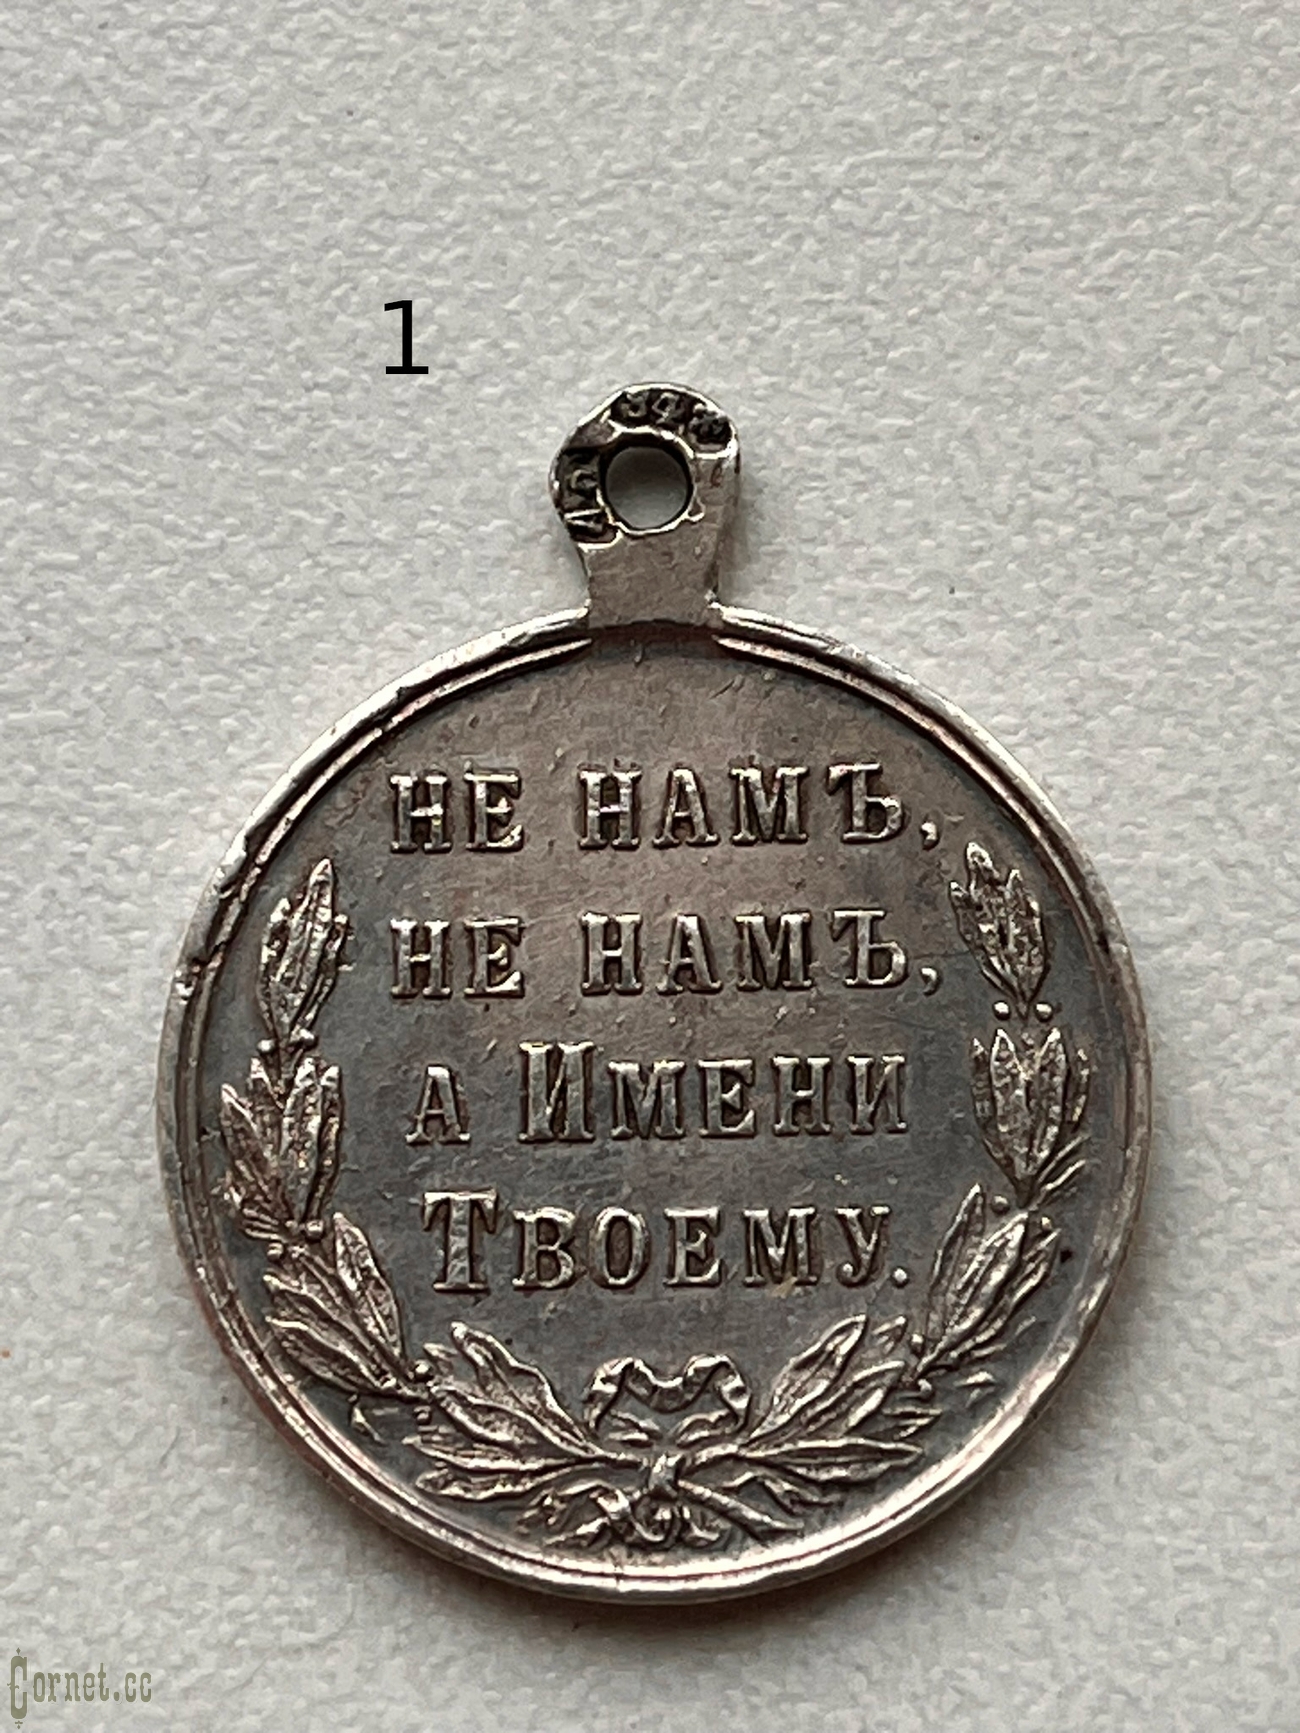 1
НЕ НАМЪ,
НЕ НАМЪ,
А ИМЕНИ
ТВОЕМУ.
Cornet.cc